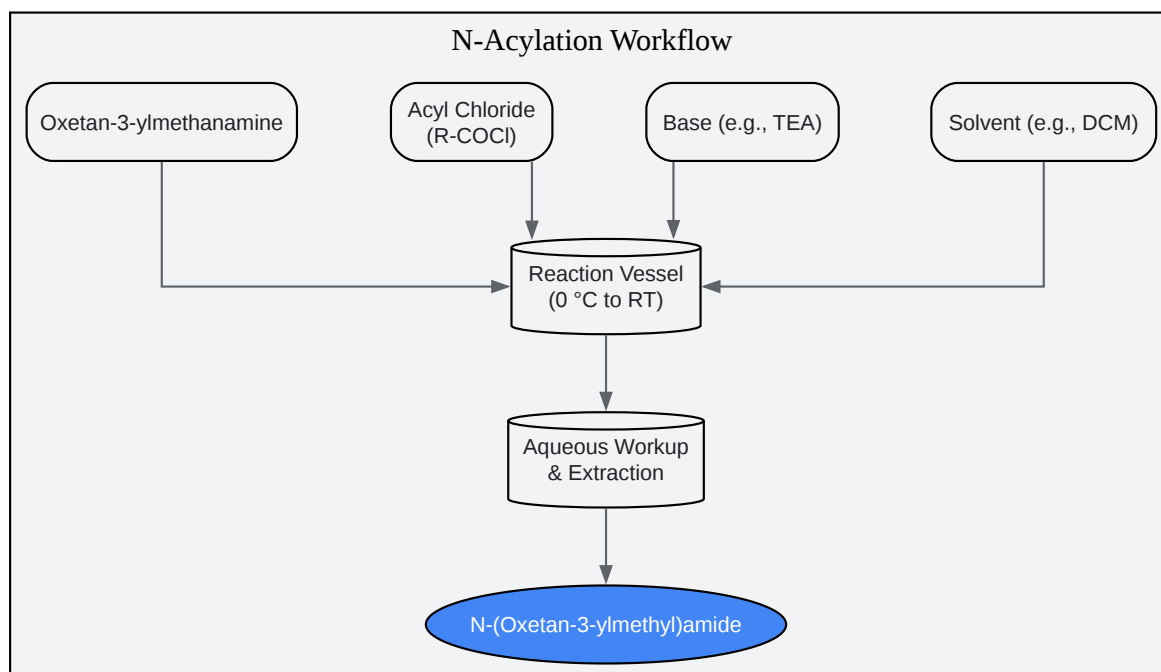 N-Acylation Workflow
Oxetan-3-ylmethanamine
Acyl Chloride
(R-COCl)
Base (e.g., TEA)
Solvent (e.g., DCM)
Reaction Vessel
(0 °C to RT)
Aqueous Workup
& Extraction
N-(Oxetan-3-ylmethyl)amide